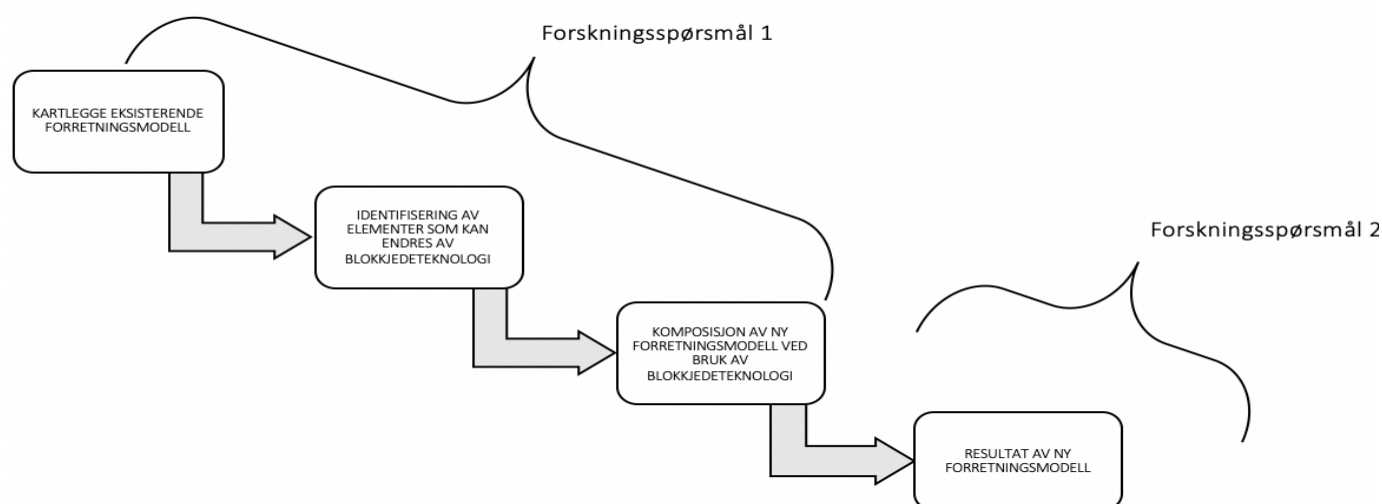 Forskningsspørsmål 1
KARTLEGGE EKSISTERENDE
FORRETNINGSMODELL
IDENTIFISERING AV
ELEMENTER SOM KAN
ENDRES AV
BLOKKJEDETEKNOLOGI
Forskningsspørsmål 2
KOMPOSISJON AV NY
FORRETNINGSMODELL VED
BRUK AV
BLOKKJEDETEKNOLOGI
RESULTAT AV NY
FORRETNINGSMODELL